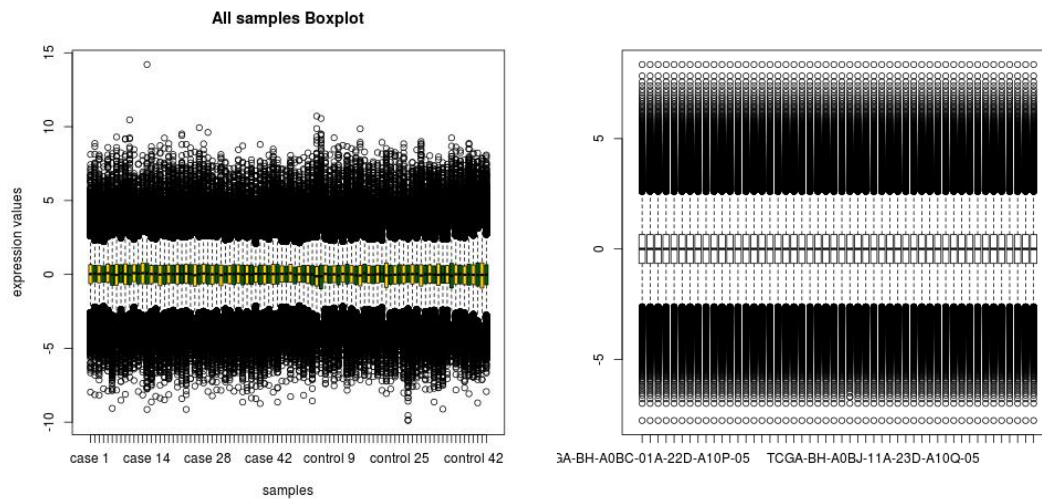 All samples Boxplot
expression values
15
10
5
0
-5
-10
case 1 case 14 case 28 case 42 control 9 control 25 control 42
samples
5
0
-5
GA-BH-A0BC-01A-22D-A10P-05 TCGA-BH-A0BJ-11A-23D-A10Q-05